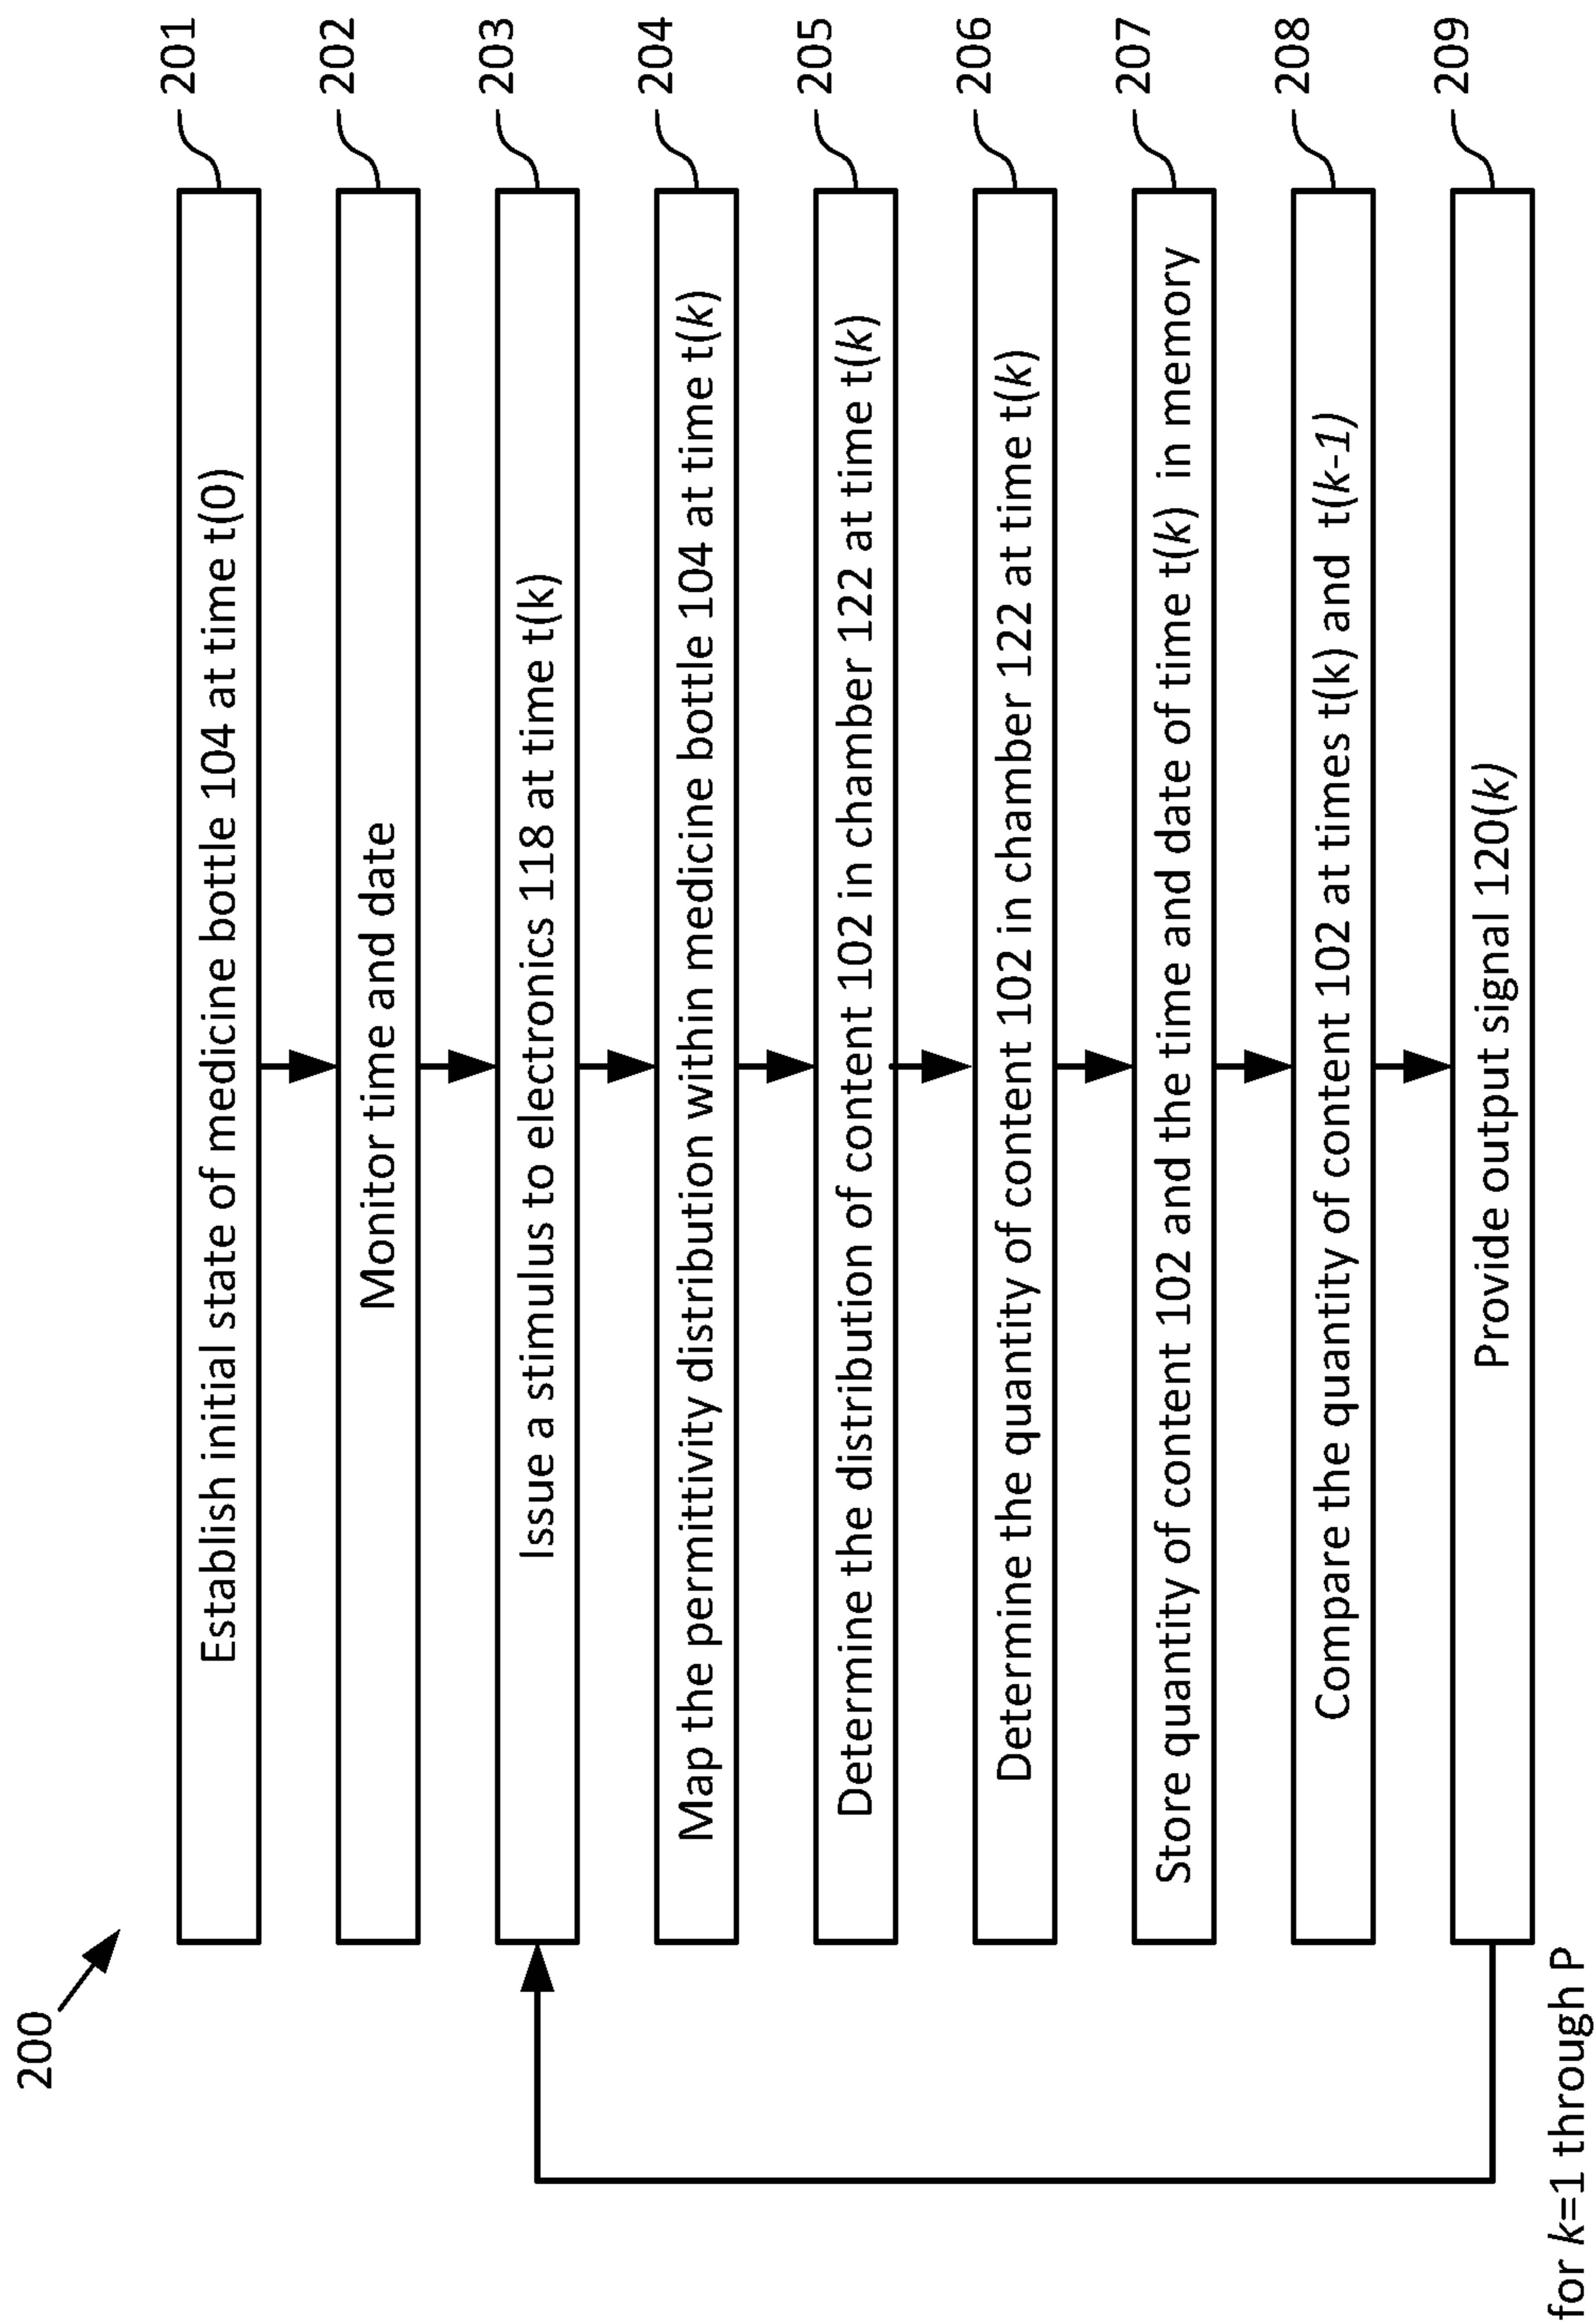 200
Establish initial state of medicine bottle 104 at time t(0)
201
Monitor time and date
202
Issue a stimulus to electronics 118 at time t(k)
203
Map the permittivity distribution within medicine bottle 104 at time t(k)
204
Determine the distribution of content 102 in chamber 122 at time t(k)
205
Determine the quantity of content 102 in chamber 122 at time t(k)
206
Store quantity of content 102 and the time and date of time t(k) in memory
207
Compare the quantity of content 102 at times t(k) and t(k-1)
208
Provide output signal 120(k)
209
for k=1 through P